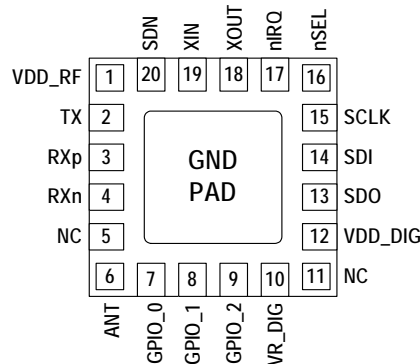 SDN
XIN
XOUT
nIRQ
nSEL
20 19 18 17
VDD_RF 1 16
TX 2 15 SCLK
RXp 3 GND 14 SDI
RXn 4 PAD 13 SDO
NC 5 12 VDD_DIG
6 7 8 9 10 11 NC
ANT
GPIO_0
GPIO_1
GPIO_2
VR_DIG